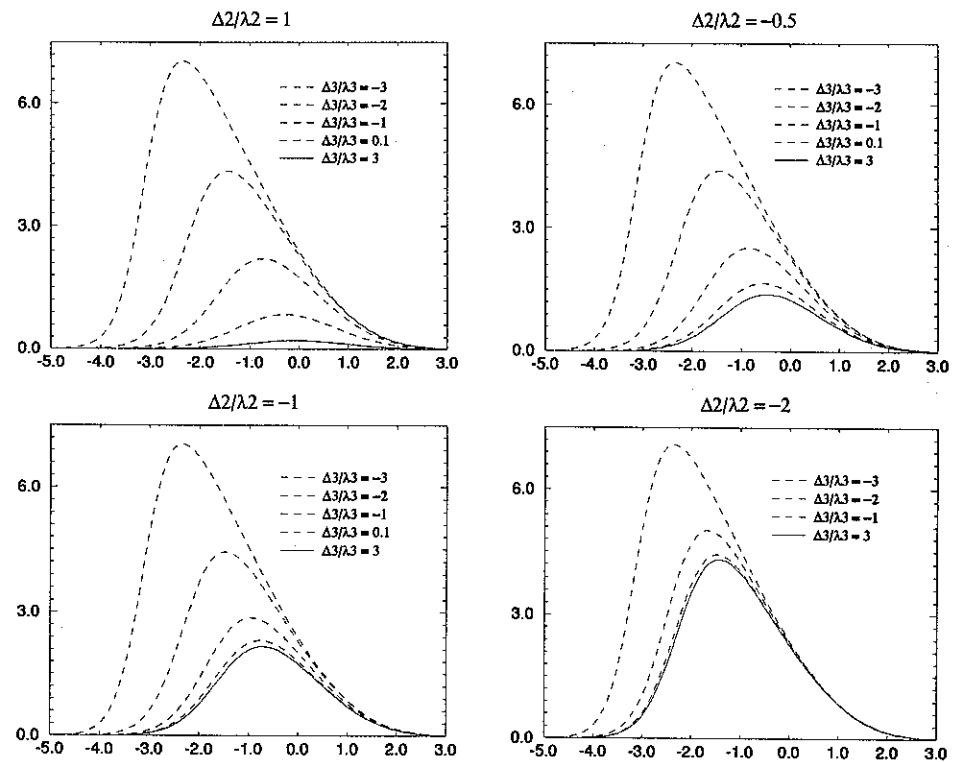 Δ2/λ2 = 1
6.0
3.0
0.0
Δ3/λ3 = −3
Δ3/λ3 = −2
Δ3/λ3 = −1
Δ3/λ3 = 0.1
Δ3/λ3 = 3
-5.0 -4.0 -3.0 -2.0 -1.0 0.0 1.0 2.0 3.0
Δ2/λ2 = −0.5
6.0
3.0
0.0
Δ3/λ3 = −3
Δ3/λ3 = −2
Δ3/λ3 = −1
Δ3/λ3 = 0.1
Δ3/λ3 = 3
-5.0 -4.0 -3.0 -2.0 -1.0 0.0 1.0 2.0 3.0
Δ2/λ2 = −1
6.0
3.0
0.0
Δ3/λ3 = −3
Δ3/λ3 = −2
Δ3/λ3 = −1
Δ3/λ3 = 0.1
Δ3/λ3 = 3
-5.0 -4.0 -3.0 -2.0 -1.0 0.0 1.0 2.0 3.0
Δ2/λ2 = −2
6.0
3.0
0.0
Δ3/λ3 = −3
Δ3/λ3 = −2
Δ3/λ3 = −1
Δ3/λ3 = 3
-5.0 -4.0 -3.0 -2.0 -1.0 0.0 1.0 2.0 3.0